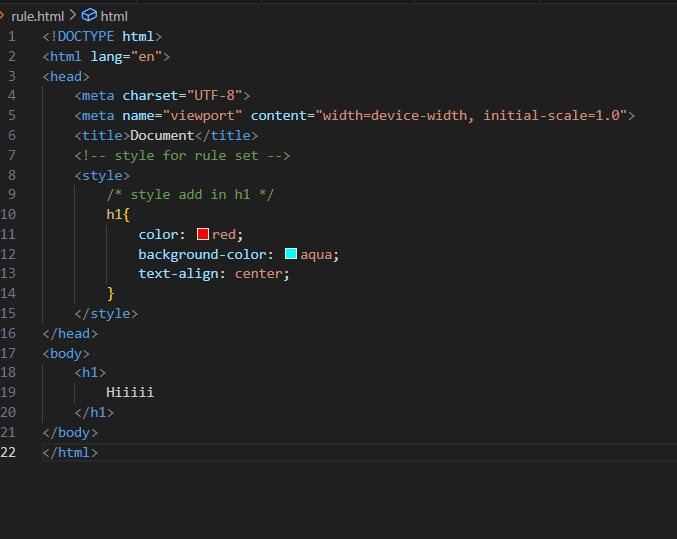 rule.html > html
1 <!DOCTYPE html>
2 <html lang="en">
3 <head>
4     <meta charset="UTF-8">
5     <meta name="viewport" content="width=device-width, initial-scale=1.0">
6     <title>Document</title>
7     <!-- style for rule set -->
8     <style>
9         /* style add in h1 */
10         h1{
11             color: red;
12             background-color: aqua;
13             text-align: center;
14         }
15     </style>
16 </head>
17 <body>
18     <h1>
19         Hiiiii
20     </h1>
21 </body>
22 </html>